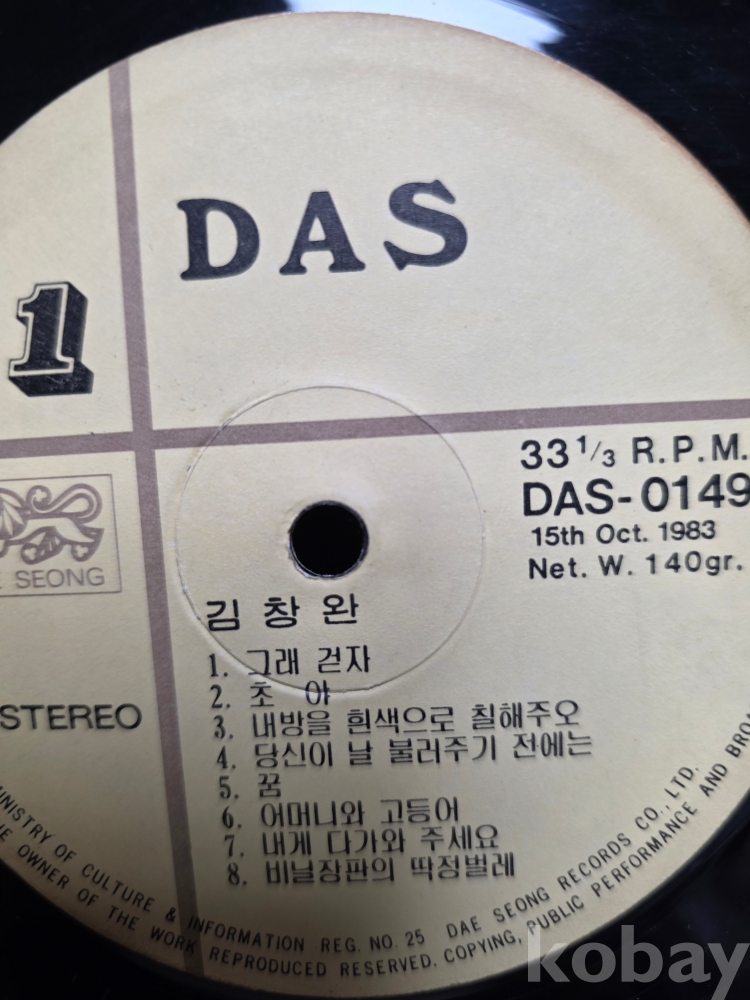 DAS
1
33 1/3 R.P.M.
DAS-0149
15th Oct. 1983
Net. W. 140gr.
SEONG
STEREO
김 창 완
1. 그래 걷자
2. 초 야
3. 내방을 흰색으로 칠해주오
4. 당신이 날 불러주기 전에는
5. 꿈
6. 어머니와 고등어
7. 내게 다가와 주세요
8. 비닐장판의 딱정벌레
MINISTRY OF CULTURE & INFORMATION REG. NO. 25 DAE SEONG RECORDS CO., LTD.
OWNER OF THE WORK REPRODUCED RESERVED. COPYING, PUBLIC PERFORMANCE AND
kobay